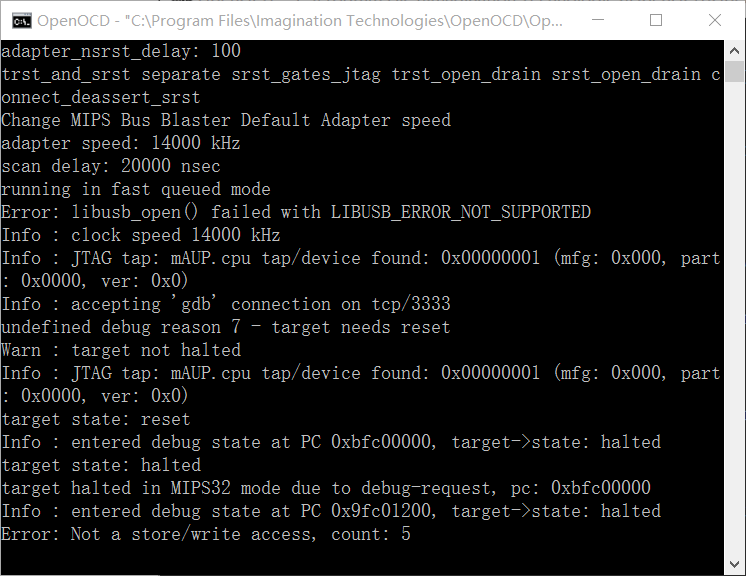 OpenOCD - "C:\Program Files\Imagination Technologies\OpenOCD\Op...
adapter_nsrst_delay: 100
trst_and_srst separate srst_gates_jtag trst_open_drain srst_open_drain c
onnect_deassert_srst
Change MIPS Bus Blaster Default Adapter speed
adapter speed: 14000 kHz
scan delay: 20000 nsec
running in fast queued mode
Error: libusb_open() failed with LIBUSB_ERROR_NOT_SUPPORTED
Info : clock speed 14000 kHz
Info : JTAG tap: mAUP.cpu tap/device found: 0x00000001 (mfg: 0x000, part
: 0x0000, ver: 0x0)
Info : accepting 'gdb' connection on tcp/3333
undefined debug reason 7 - target needs reset
Warn : target not halted
Info : JTAG tap: mAUP.cpu tap/device found: 0x00000001 (mfg: 0x000, part
: 0x0000, ver: 0x0)
target state: reset
Info : entered debug state at PC 0xbfc00000, target->state: halted
target state: halted
target halted in MIPS32 mode due to debug-request, pc: 0xbfc00000
Info : entered debug state at PC 0x9fc01200, target->state: halted
Error: Not a store/write access, count: 5